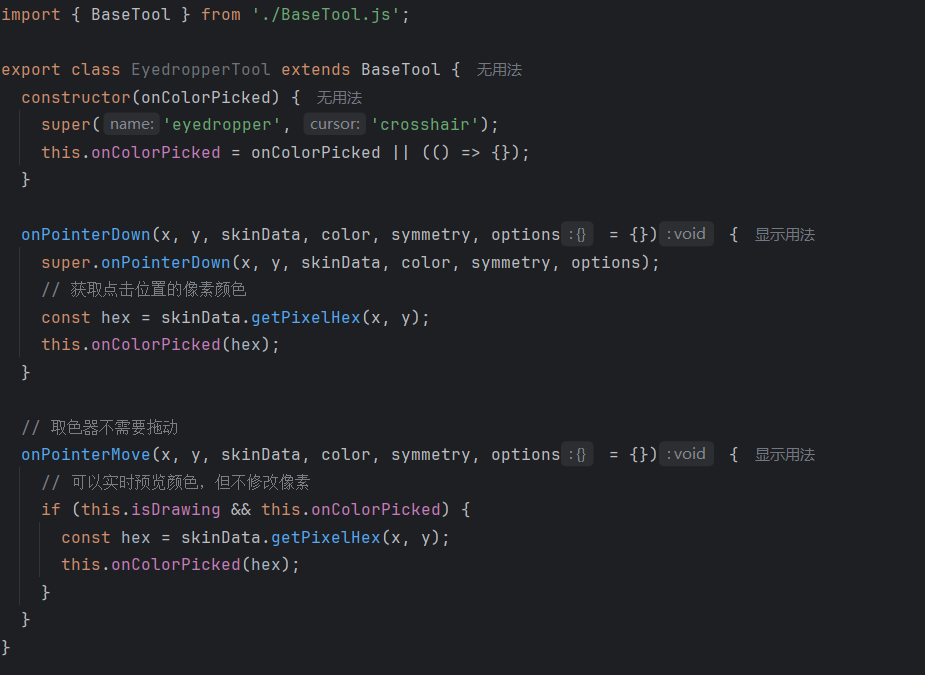 import { BaseTool } from './BaseTool.js';
export class EyedropperTool extends BaseTool { 无用法
constructor(onColorPicked) { 无用法
super( name: 'eyedropper', cursor: 'crosshair');
this.onColorPicked = onColorPicked || (() => {});
}
onPointerDown(x, y, skinData, color, symmetry, options : {} = {}) : void { 显示用法
super.onPointerDown(x, y, skinData, color, symmetry, options);
// 获取点击位置的像素颜色
const hex = skinData.getPixelHex(x, y);
this.onColorPicked(hex);
}
// 取色器不需要拖动
onPointerMove(x, y, skinData, color, symmetry, options : {} = {}) : void { 显示用法
// 可以实时预览颜色，但不修改像素
if (this.isDrawing && this.onColorPicked) {
const hex = skinData.getPixelHex(x, y);
this.onColorPicked(hex);
}
}
}